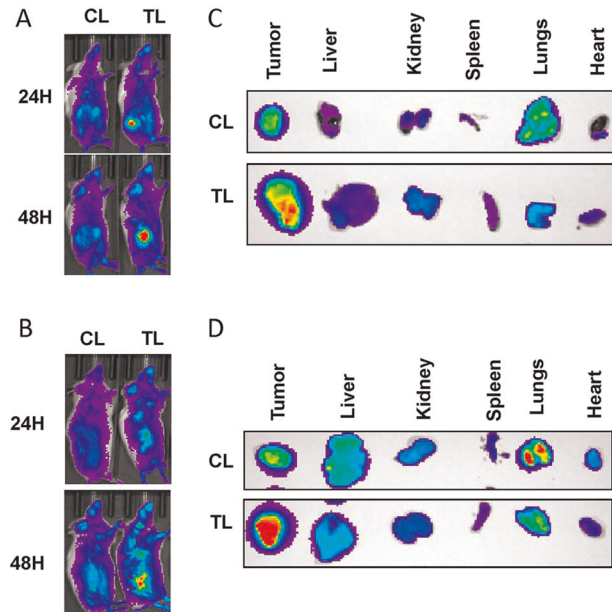 A
CL TL
24H
48H
B
CL TL
24H
48H
C
Tumor Liver Kidney Spleen Lungs Heart
CL
TL
D
Tumor Liver Kidney Spleen Lungs Heart
CL
TL